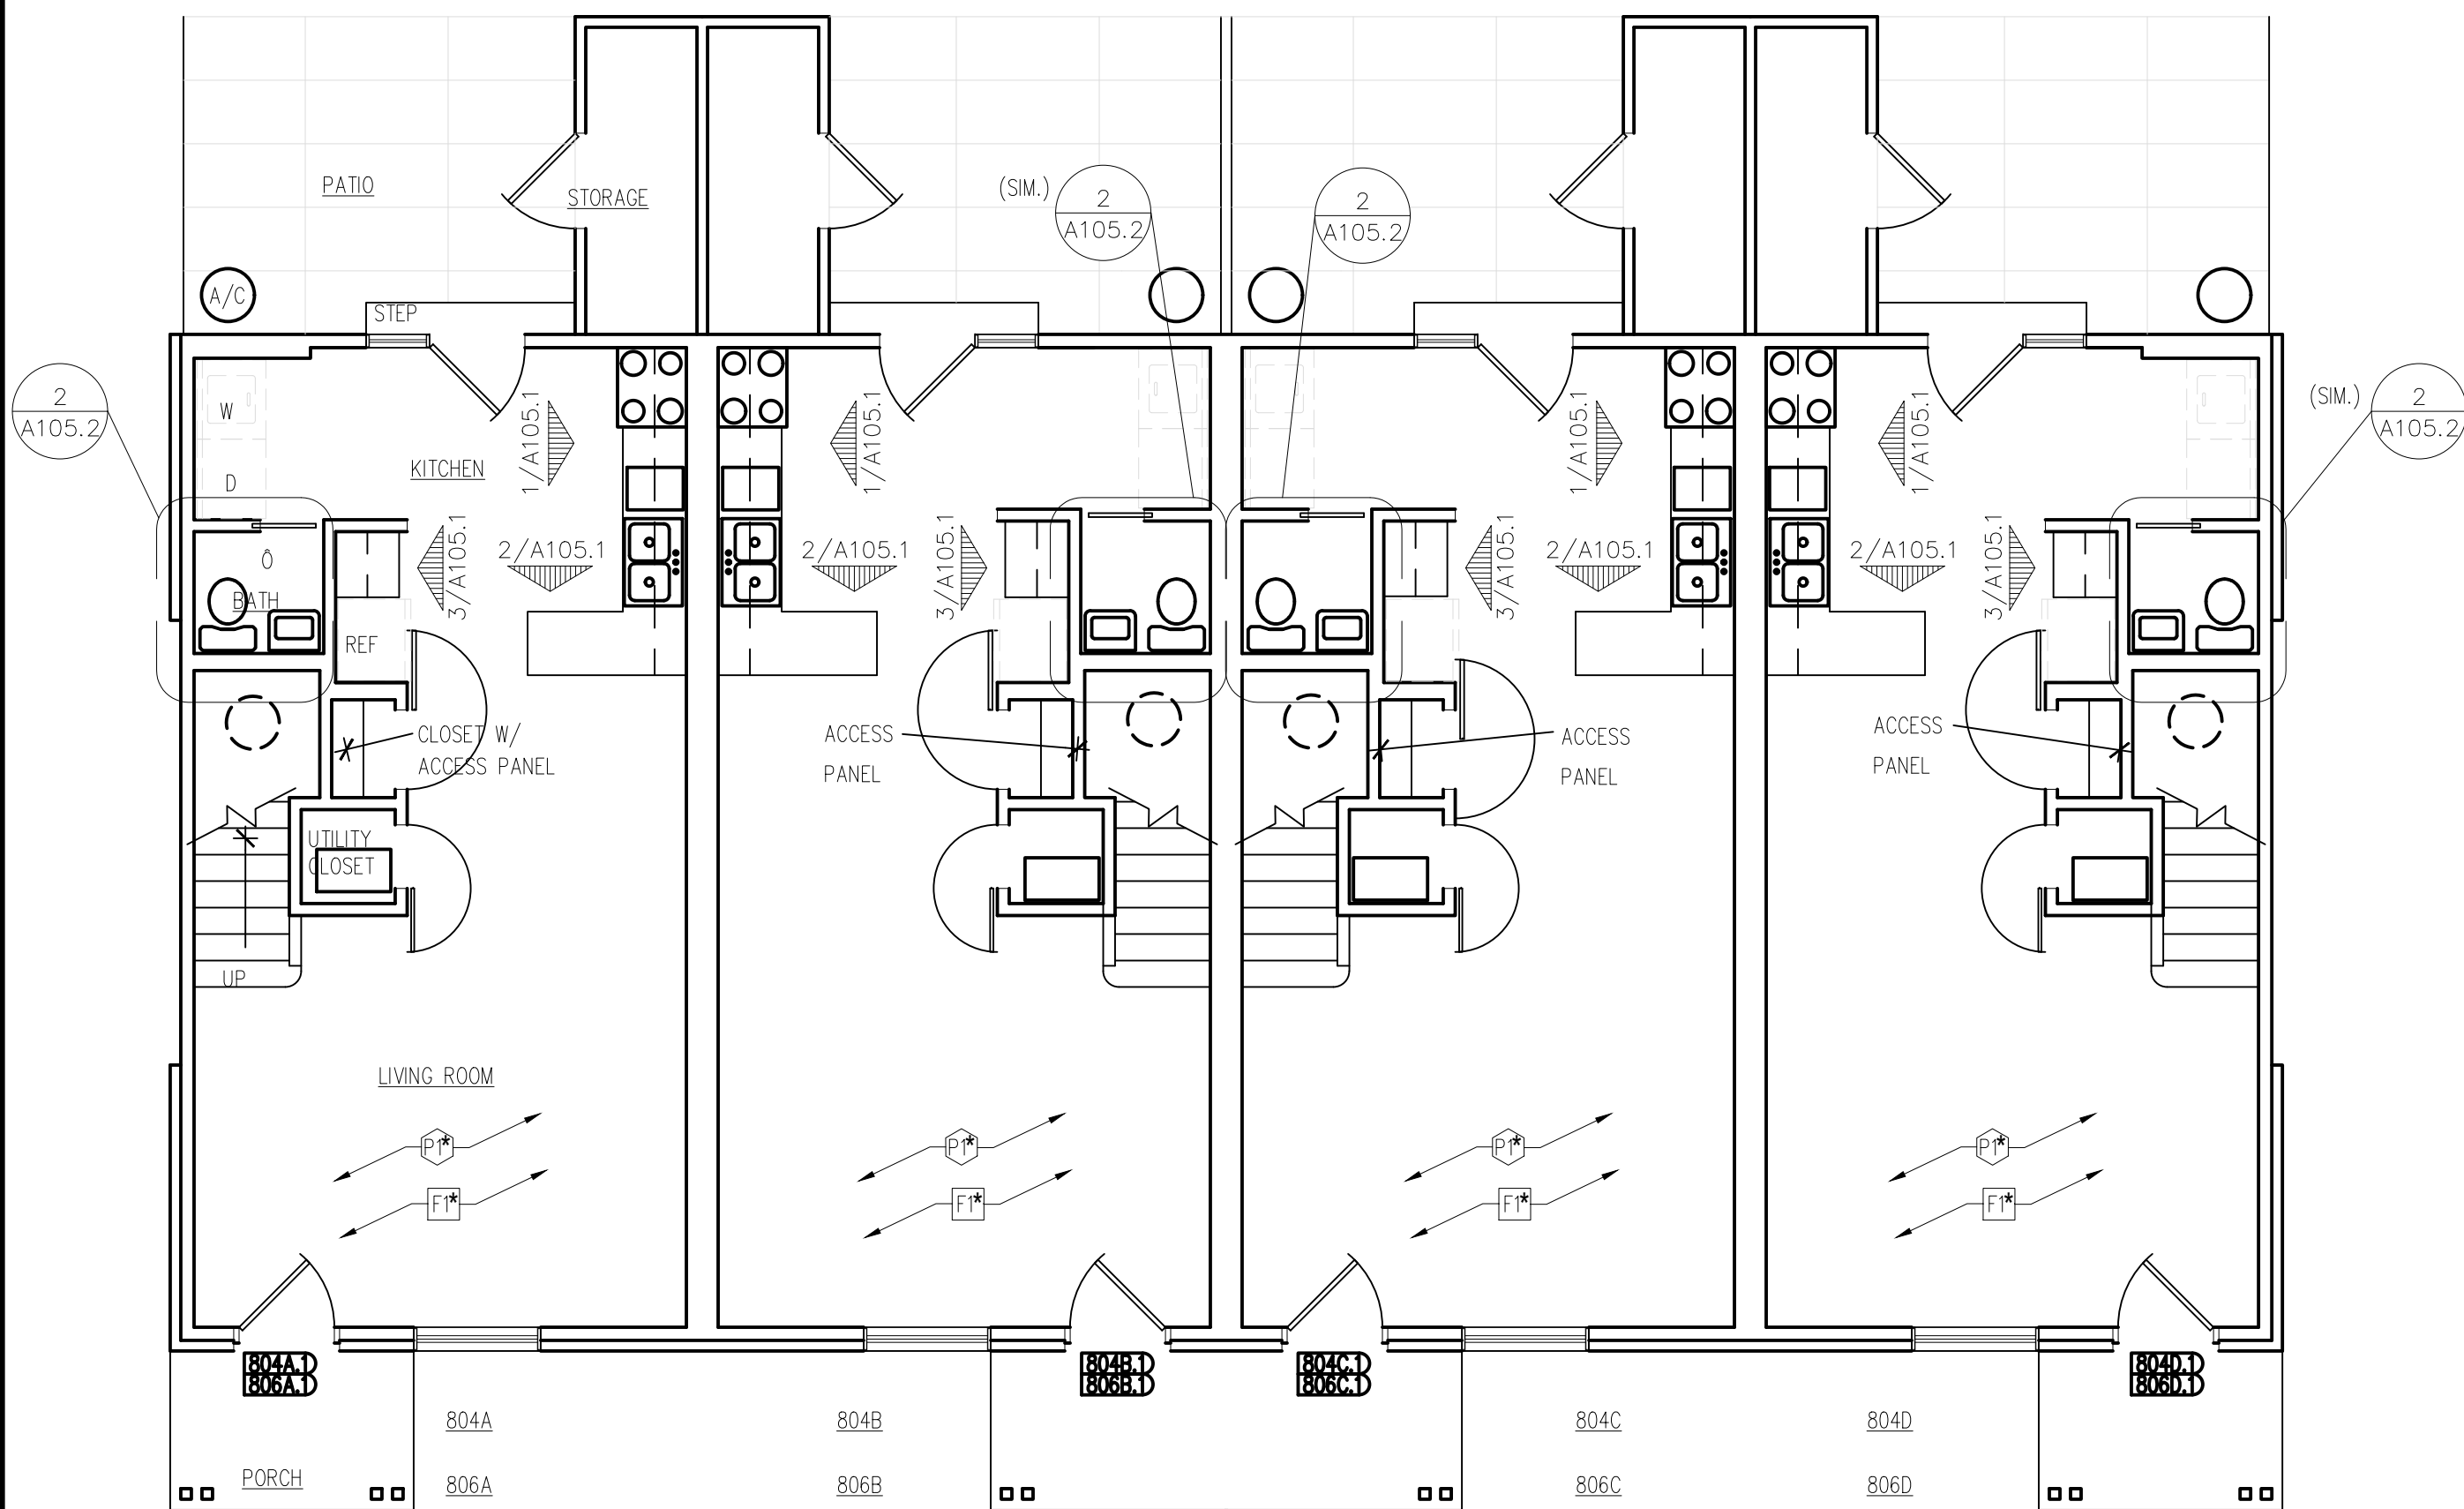 PATIO
STORAGE
(SIM.)
2
A105.2
2
A105.2
A/C
STEP
2
A105.2
(SIM.)
2
A105.2
W
D
KITCHEN
1/A105.1
1/A105.1
1/A105.1
1/A105.1
3/A105.1
2/A105.1
2/A105.1
3/A105.1
3/A105.1
2/A105.1
2/A105.1
3/A105.1
BATH
REF
CLOSET W/
ACCESS PANEL
ACCESS
PANEL
ACCESS
PANEL
ACCESS
PANEL
UTILITY
CLOSET
UP
LIVING ROOM
P1*
P1*
P1*
P1*
F1*
F1*
F1*
F1*
804A.1
806A.1
804B.1
806B.1
804C.1
806C.1
804D.1
806D.1
804A
804B
804C
804D
PORCH
806A
806B
806C
806D